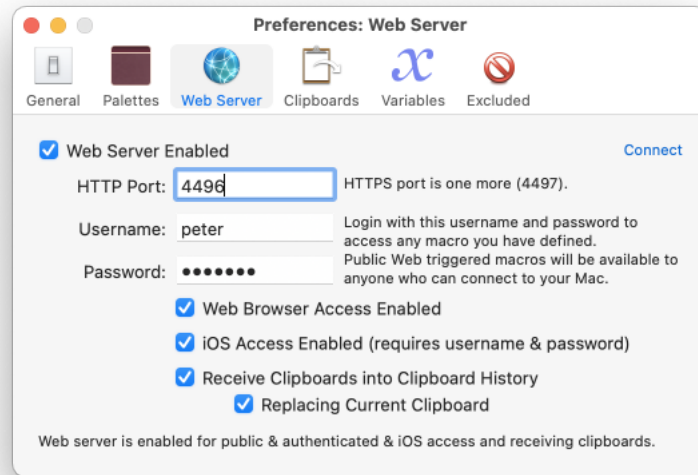 Preferences: Web Server
General Palettes Web Server Clipboards Variables Excluded
Web Server Enabled Connect
HTTP Port: 4496 HTTPS port is one more (4497).
Username: peter Login with this username and password to
access any macro you have defined.
Password: ●●●●●●● Public Web triggered macros will be available to
anyone who can connect to your Mac.
Web Browser Access Enabled
iOS Access Enabled (requires username & password)
Receive Clipboards into Clipboard History
Replacing Current Clipboard
Web server is enabled for public & authenticated & iOS access and receiving clipboards.